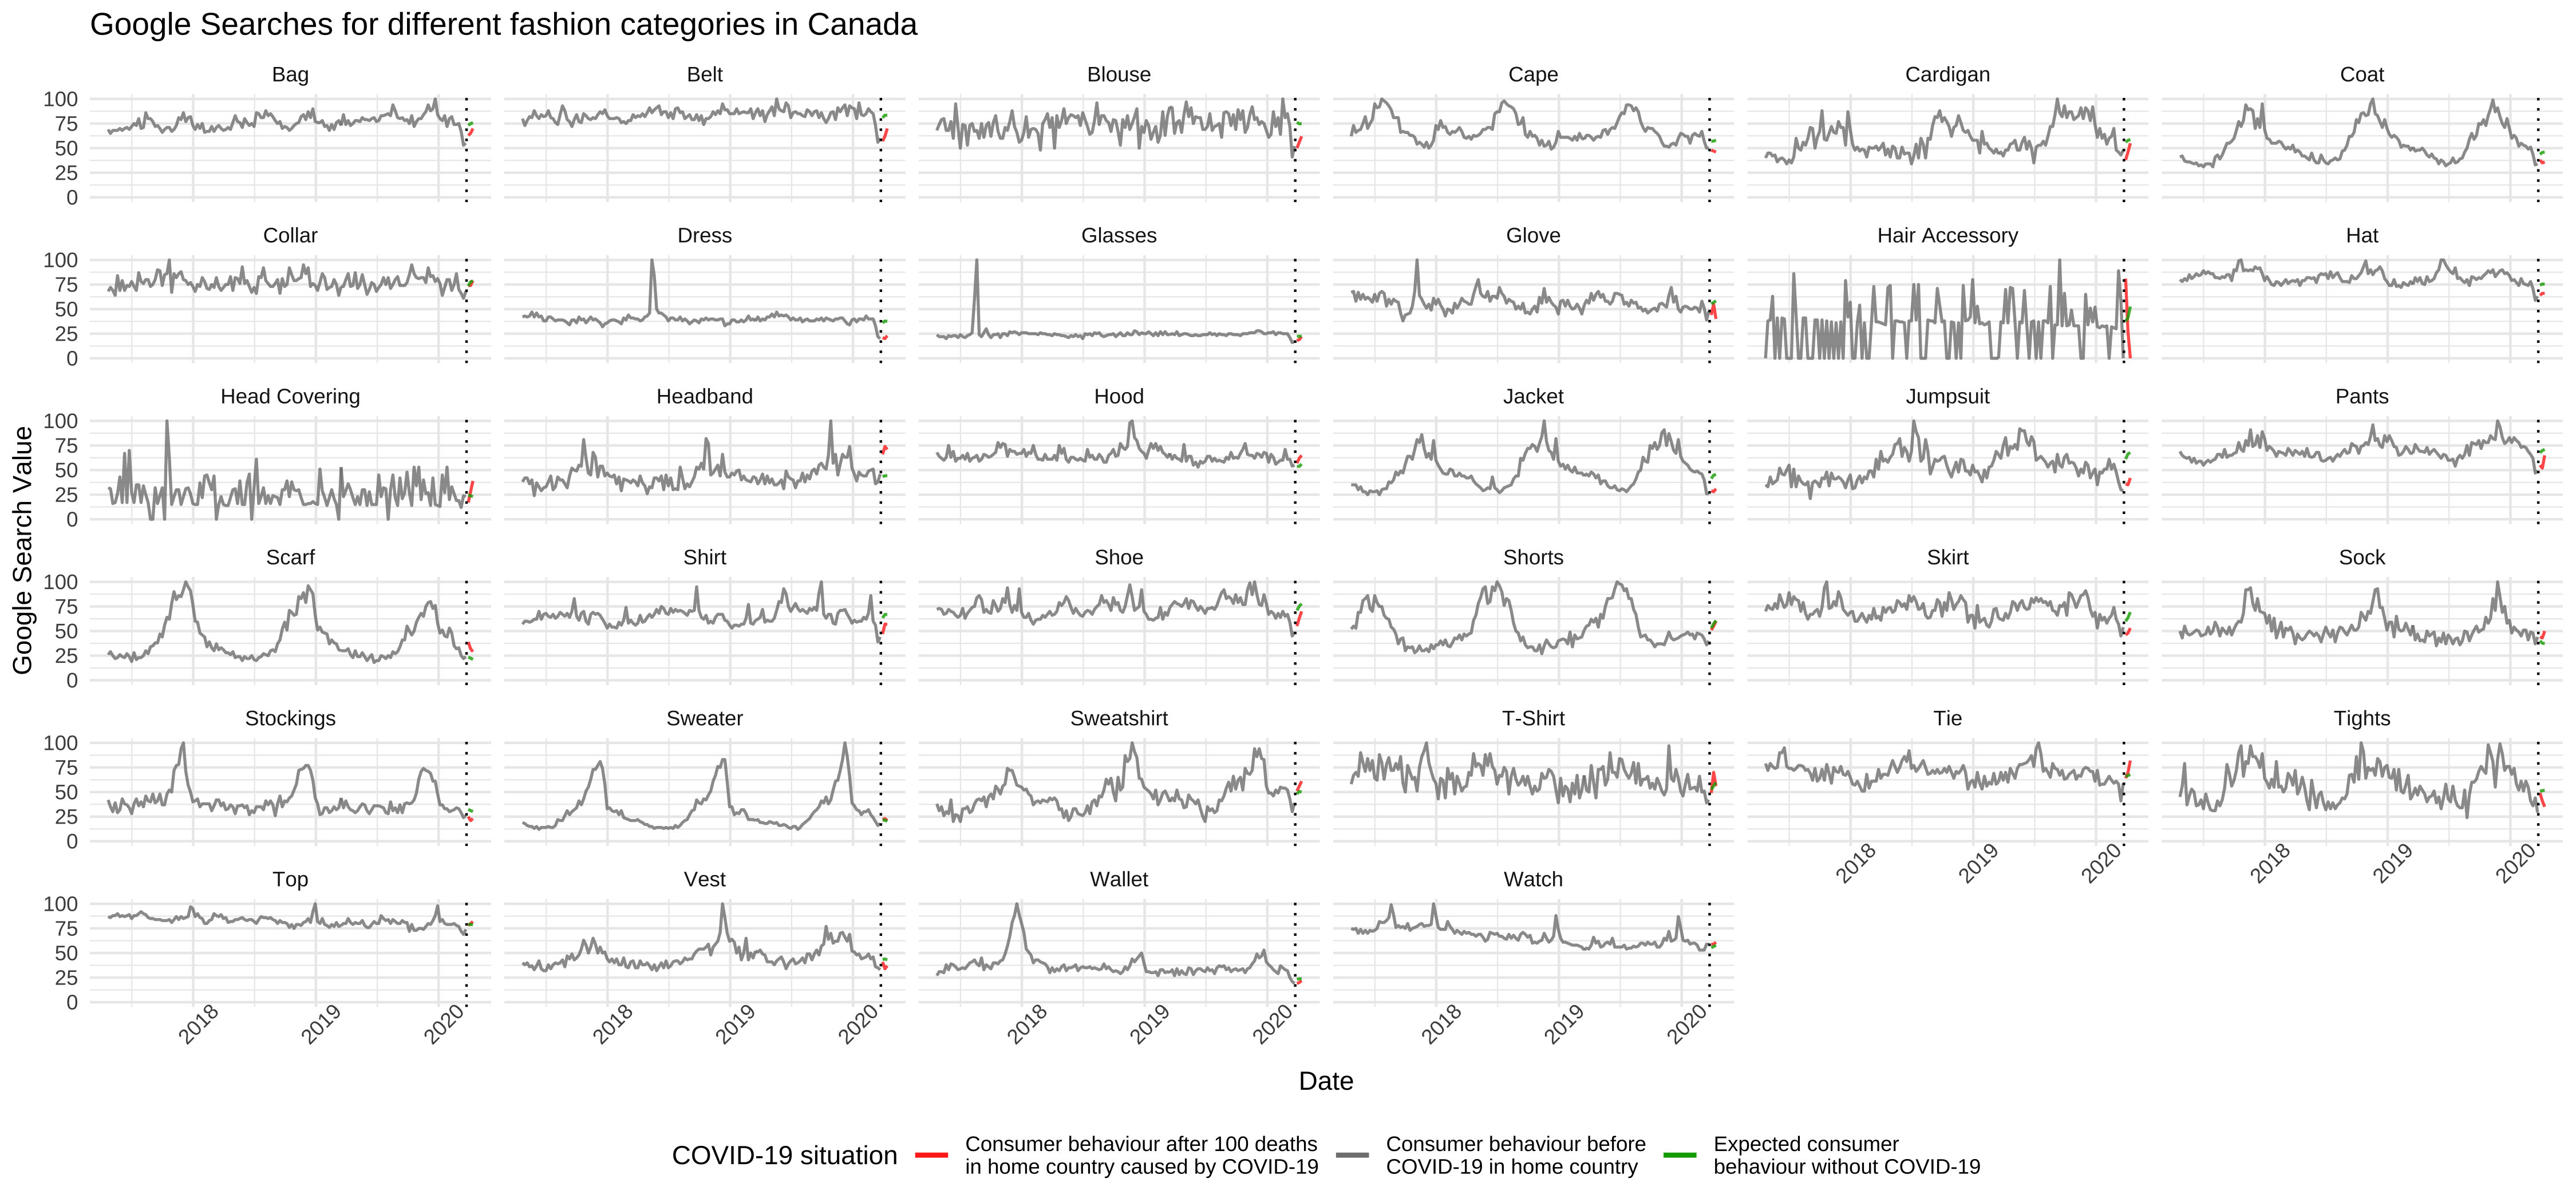 Google Searches for different fashion categories in Canada
Bag Belt Blouse Cape Cardigan Coat
100
75
50
25
0
Collar Dress Glasses Glove Hair Accessory Hat
100
75
50
25
0
Head Covering Headband Hood Jacket Jumpsuit Pants
100
75
50
25
0
Google Search Value
Scarf Shirt Shoe Shorts Skirt Sock
100
75
50
25
0
Stockings Sweater Sweatshirt T-Shirt Tie Tights
100
75
50
25
0
2018 2019 2020 2018 2019 2020
Top Vest Wallet Watch
100
75
50
25
0
2018 2019 2020 2018 2019 2020 2018 2019 2020 2018 2019 2020
Date
COVID-19 situation
Consumer behaviour after 100 deaths
in home country caused by COVID-19
Consumer behaviour before
COVID-19 in home country
Expected consumer
behaviour without COVID-19